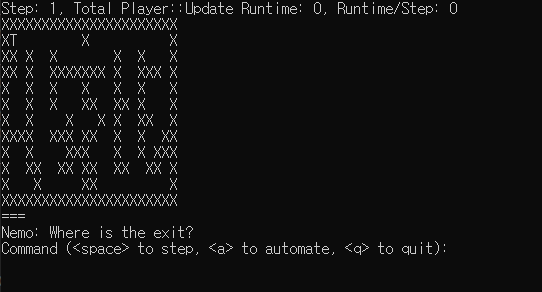 Step: 1, Total Player::Update Runtime: 0, Runtime/Step: 0
XXXXXXXXXXXXXXXXXXXXXX
XT        X          X
XX X  X       X  X   X
XX X  XXXXXXX X  XXX X
X  X  X   X   X  X   X
X  X  X   XX  XX X   X
X  X    X   X X  XX  X
XXXX  XXX XX  X  X  XX
X  X    XXX   X  X XXX
X  XX  XX XX  XX  XX X
X   X     XX         X
XXXXXXXXXXXXXXXXXXXXXX
===
Nemo: Where is the exit?
Command (<space> to step, <a> to automate, <q> to quit):